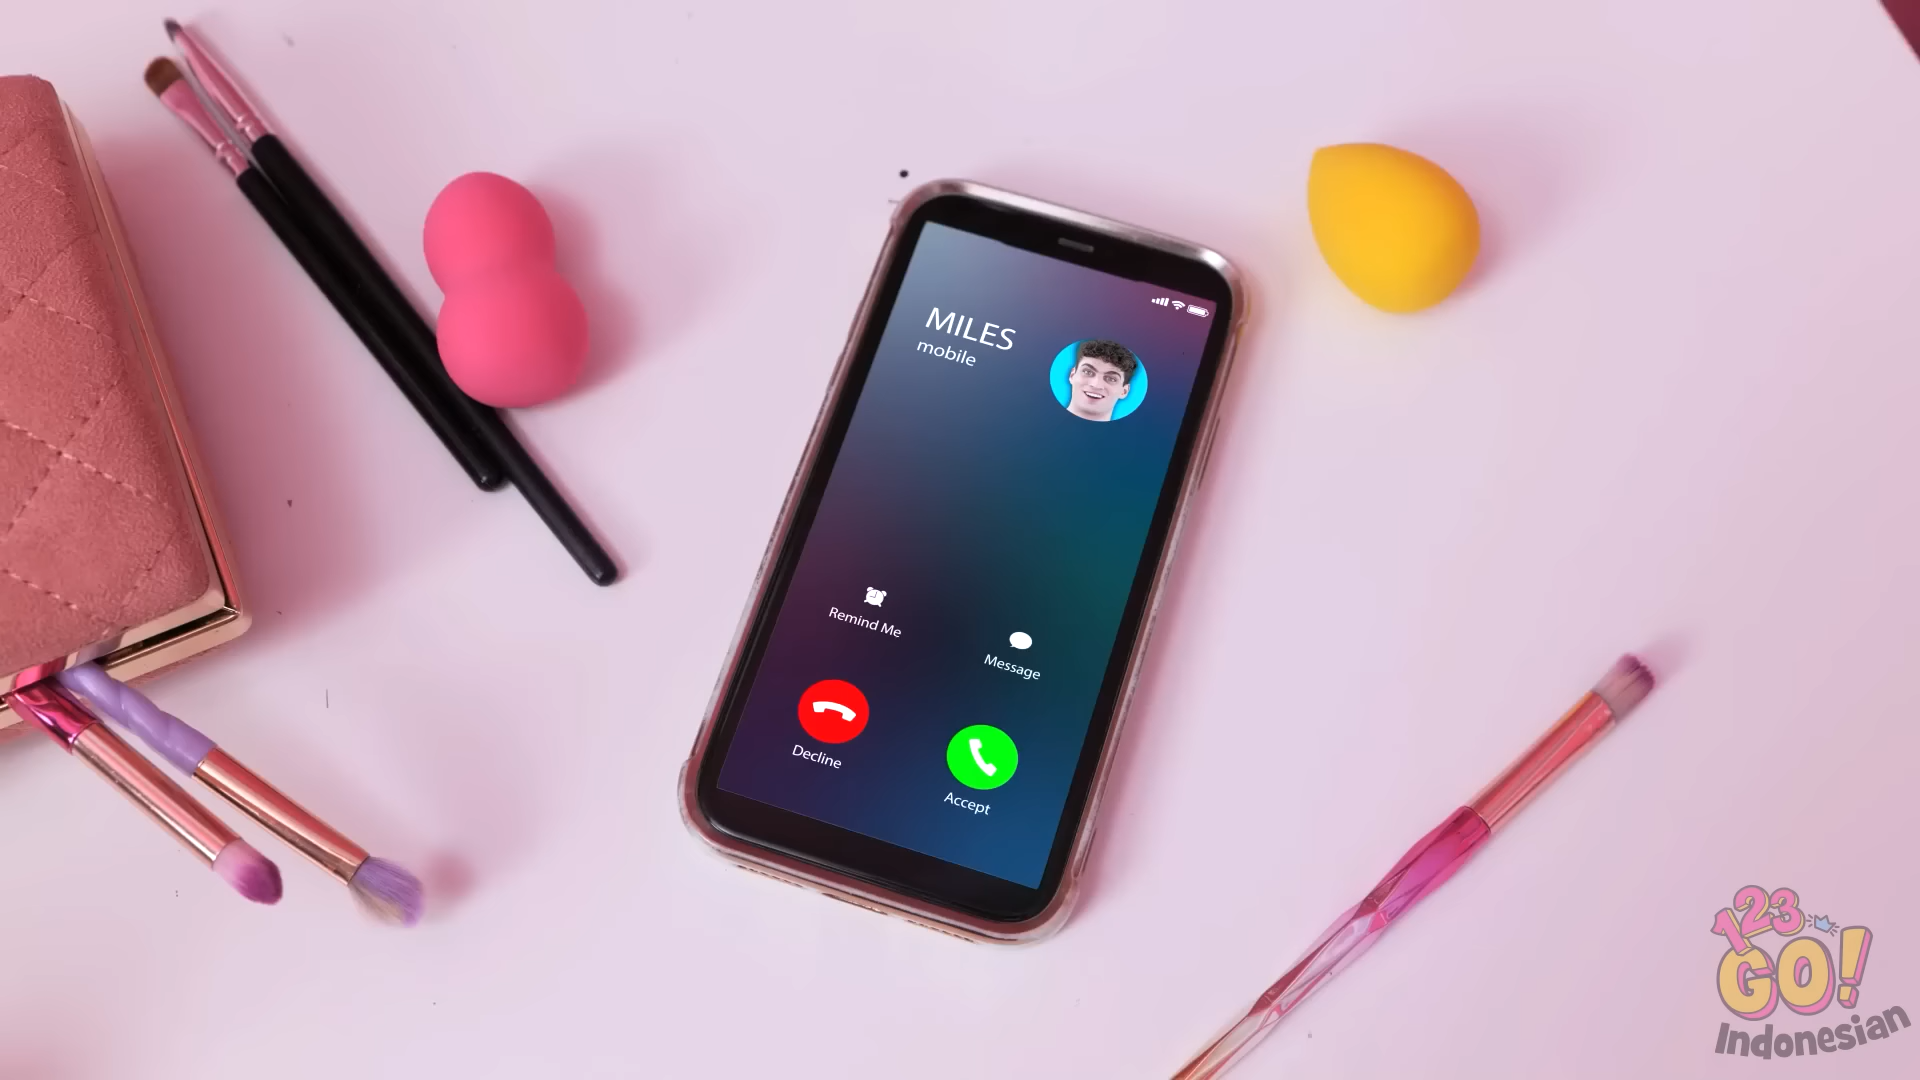 MILES
mobile
Remind Me
Message
Decline
Accept
123
GO!
Indonesian